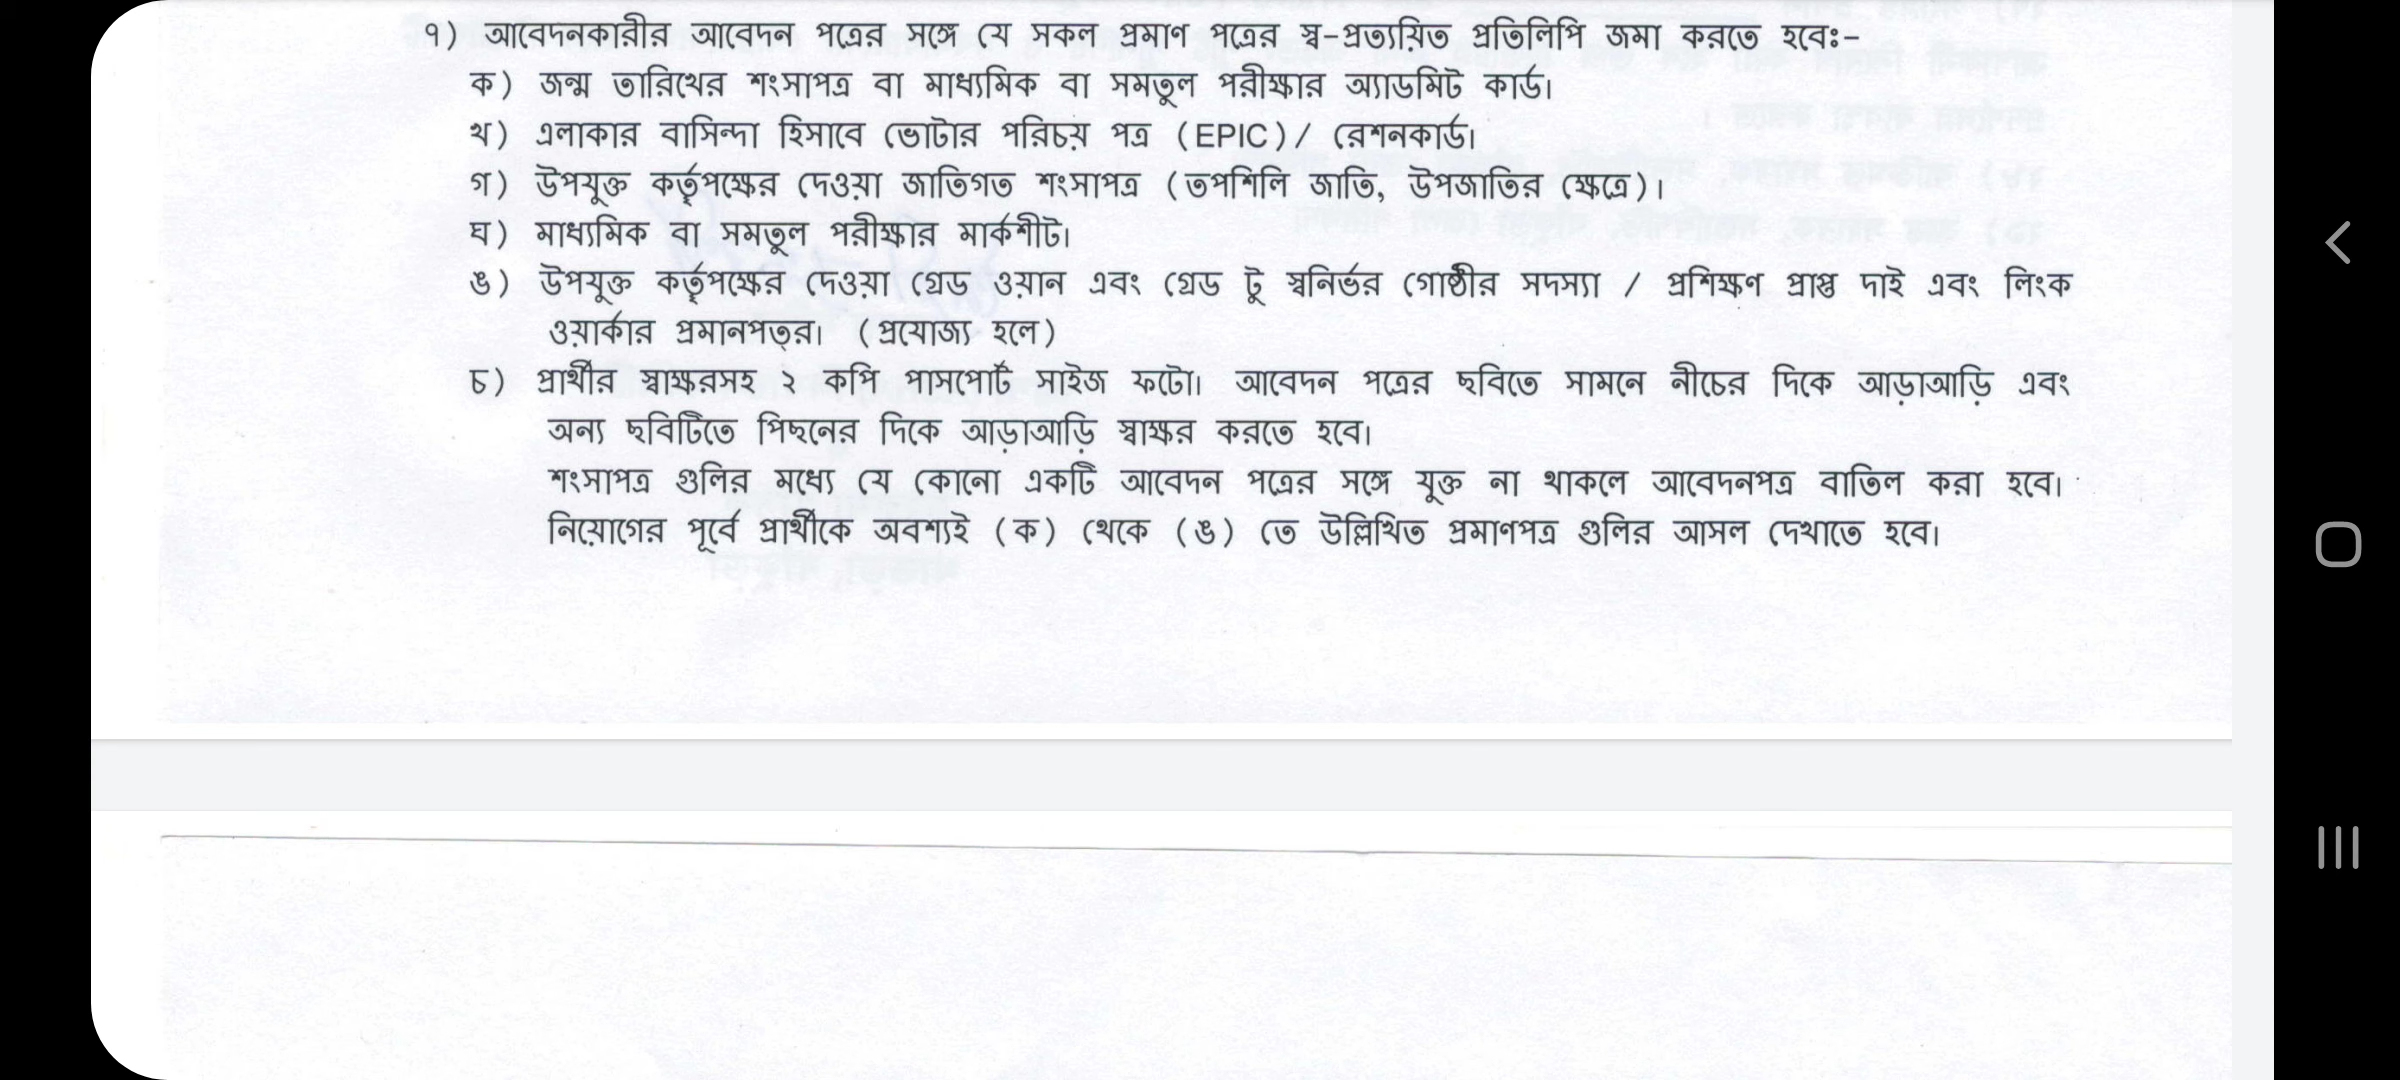 ৭) আবেদনকারীর আবেদন পত্রের সঙ্গে যে সকল প্রমাণ পত্রের স্ব-প্রত্যয়িত প্রতিলিপি জমা করতে হবেঃ-
ক) জন্ম তারিখের শংসাপত্র বা মাধ্যমিক বা সমতুল পরীক্ষার অ্যাডমিট কার্ড।
খ) এলাকার বাসিন্দা হিসাবে ভোটার পরিচয় পত্র (EPIC)/ রেশনকার্ড।
গ) উপযুক্ত কর্তৃপক্ষের দেওয়া জাতিগত শংসাপত্র (তপশিলি জাতি, উপজাতির ক্ষেত্রে)।
ঘ) মাধ্যমিক বা সমতুল পরীক্ষার মার্কশীট।
ঙ) উপযুক্ত কর্তৃপক্ষের দেওয়া গ্রেড ওয়ান এবং গ্রেড টু স্বনির্ভর গোষ্ঠীর সদস্যা / প্রশিক্ষণ প্রাপ্ত দাই এবং লিংক
ওয়ার্কার প্রমানপত্র। (প্রযোজ্য হলে)
চ) প্রার্থীর স্বাক্ষরসহ ২ কপি পাসপোর্ট সাইজ ফটো। আবেদন পত্রের ছবিতে সামনে নীচের দিকে আড়াআড়ি এবং
অন্য ছবিটিতে পিছনের দিকে আড়াআড়ি স্বাক্ষর করতে হবে।
শংসাপত্র গুলির মধ্যে যে কোনো একটি আবেদন পত্রের সঙ্গে যুক্ত না থাকলে আবেদনপত্র বাতিল করা হবে।
নিয়োগের পূর্বে প্রার্থীকে অবশ্যই (ক) থেকে (ঙ) তে উল্লিখিত প্রমাণপত্র গুলির আসল দেখাতে হবে।